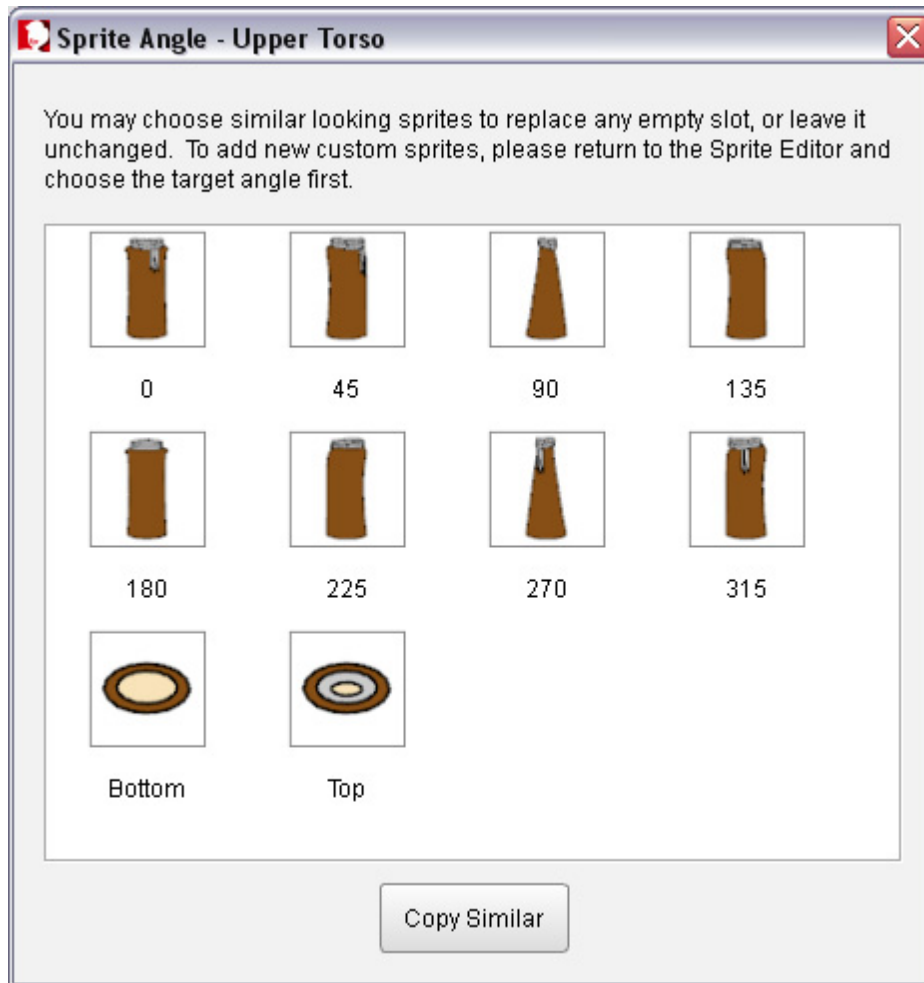 Sprite Angle - Upper Torso
You may choose similar looking sprites to replace any empty slot, or leave it
unchanged.  To add new custom sprites, please return to the Sprite Editor and
choose the target angle first.
0 45 90 135
180 225 270 315
Bottom Top
Copy Similar